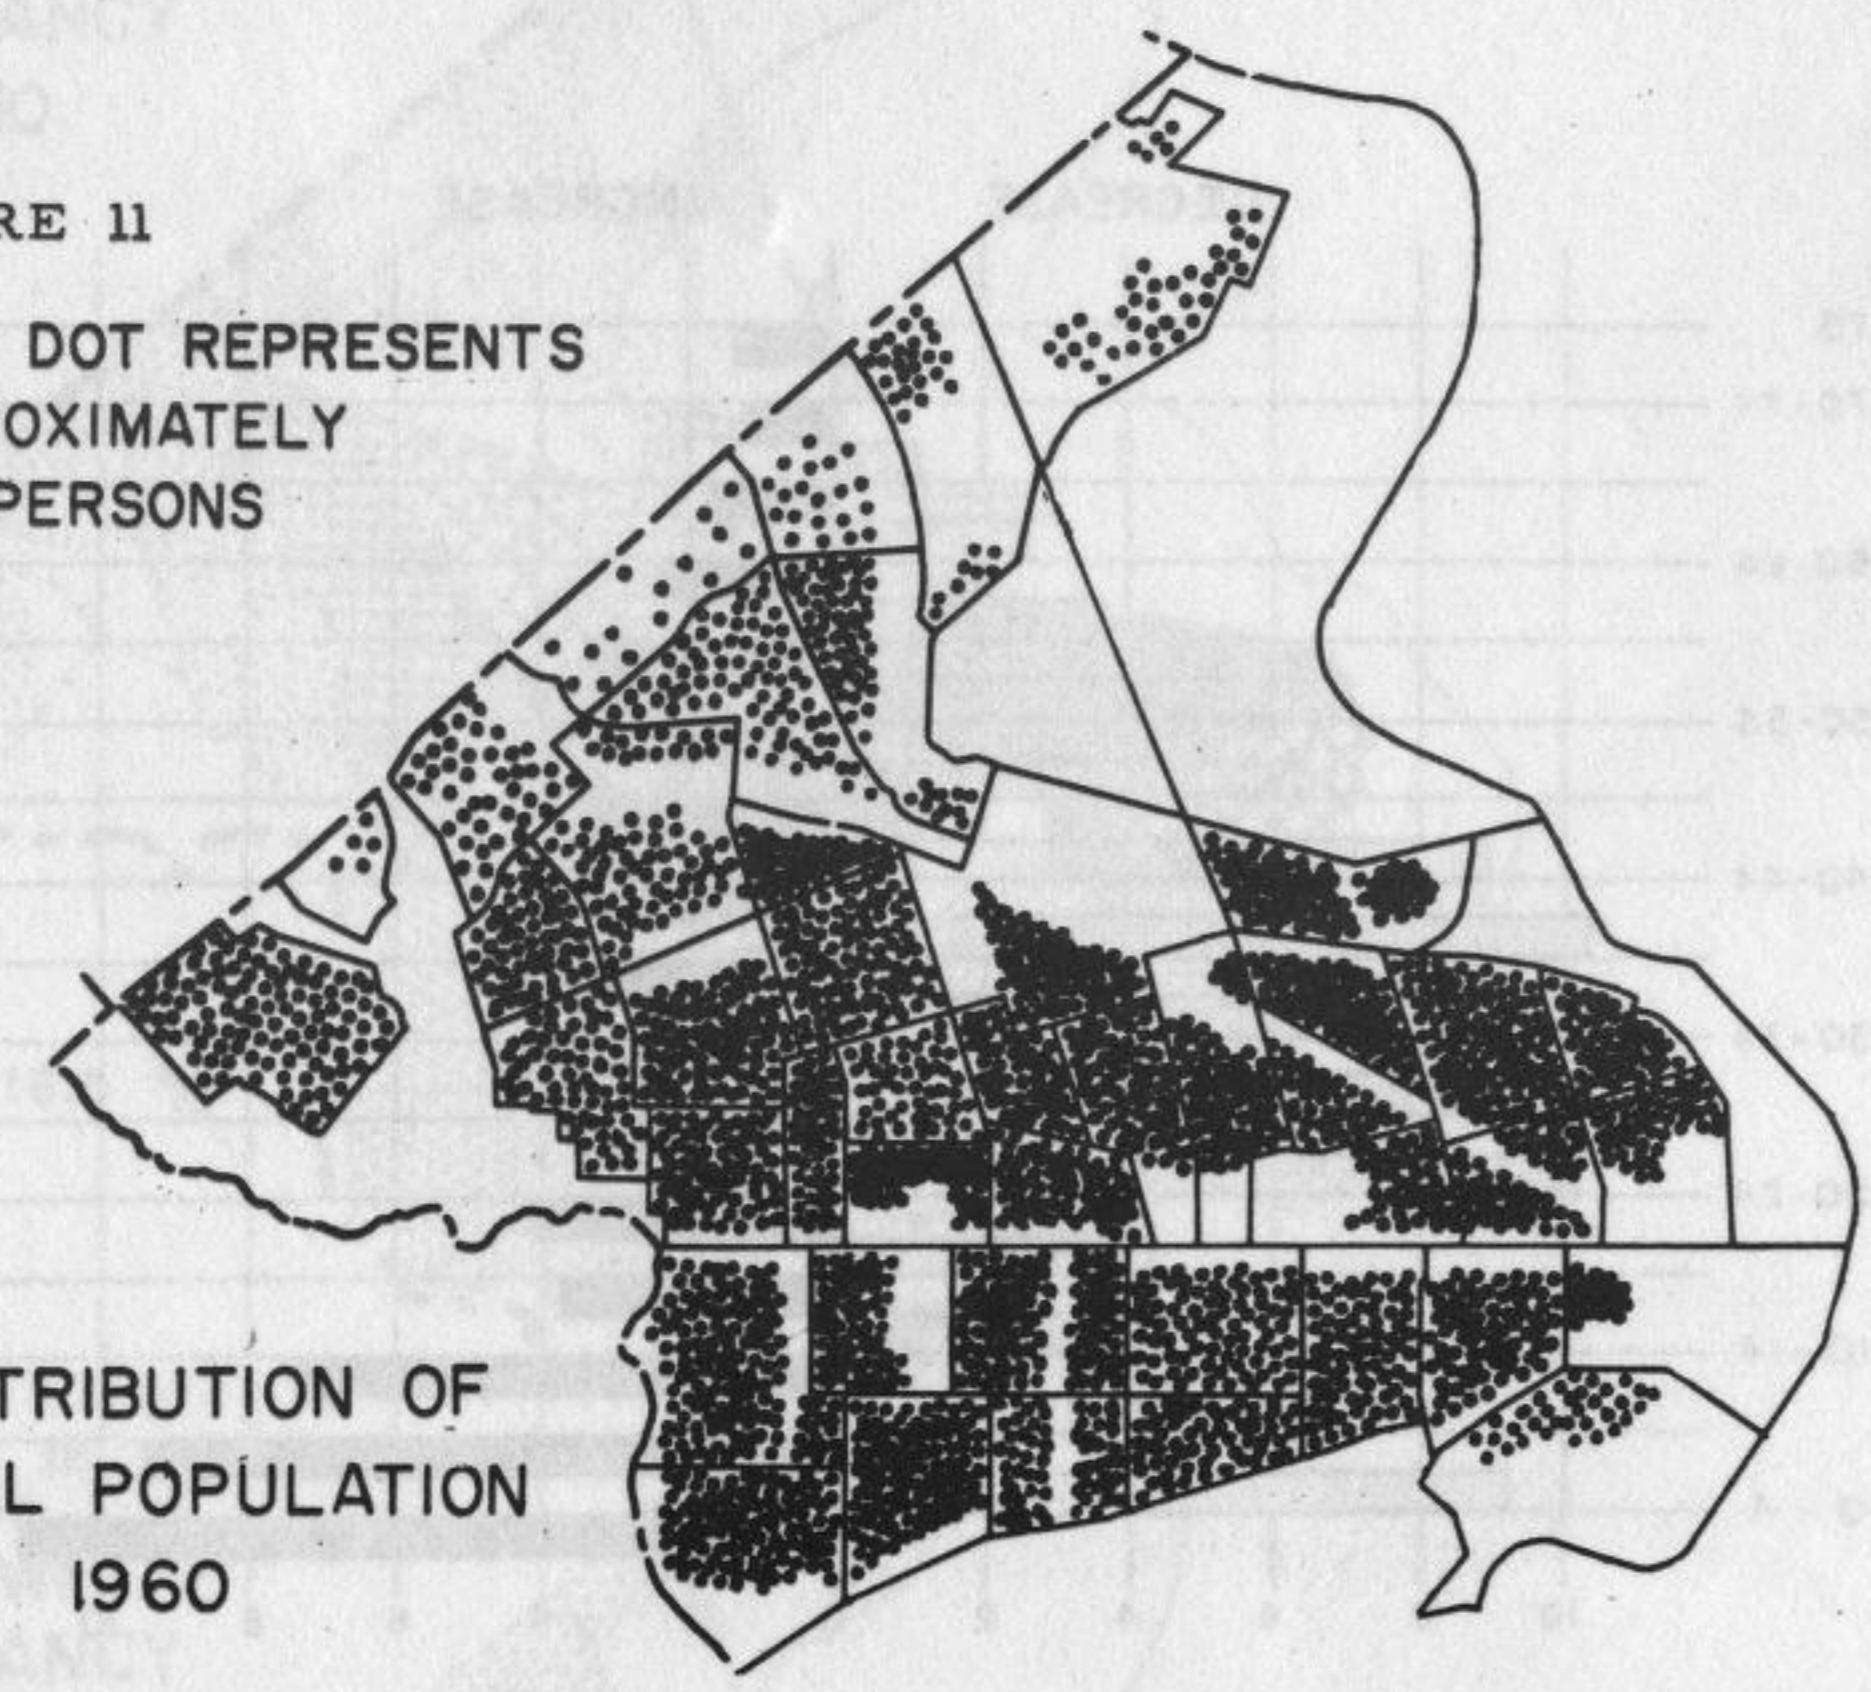 RE 11
DOT REPRESENTS
OXIMATELY
PERSONS
TRIBUTION OF
L POPULATION
1960